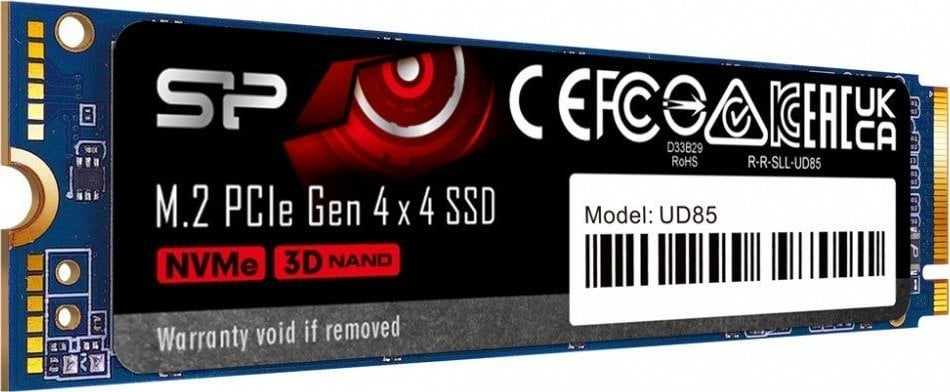 SP
CE FC EAC UK CA
D33B29
RoHS
R-R-SLL-UD85
M.2 PCIe Gen 4 x 4 SSD
NVMe 3D NAND
Model: UD85
Warranty void if removed